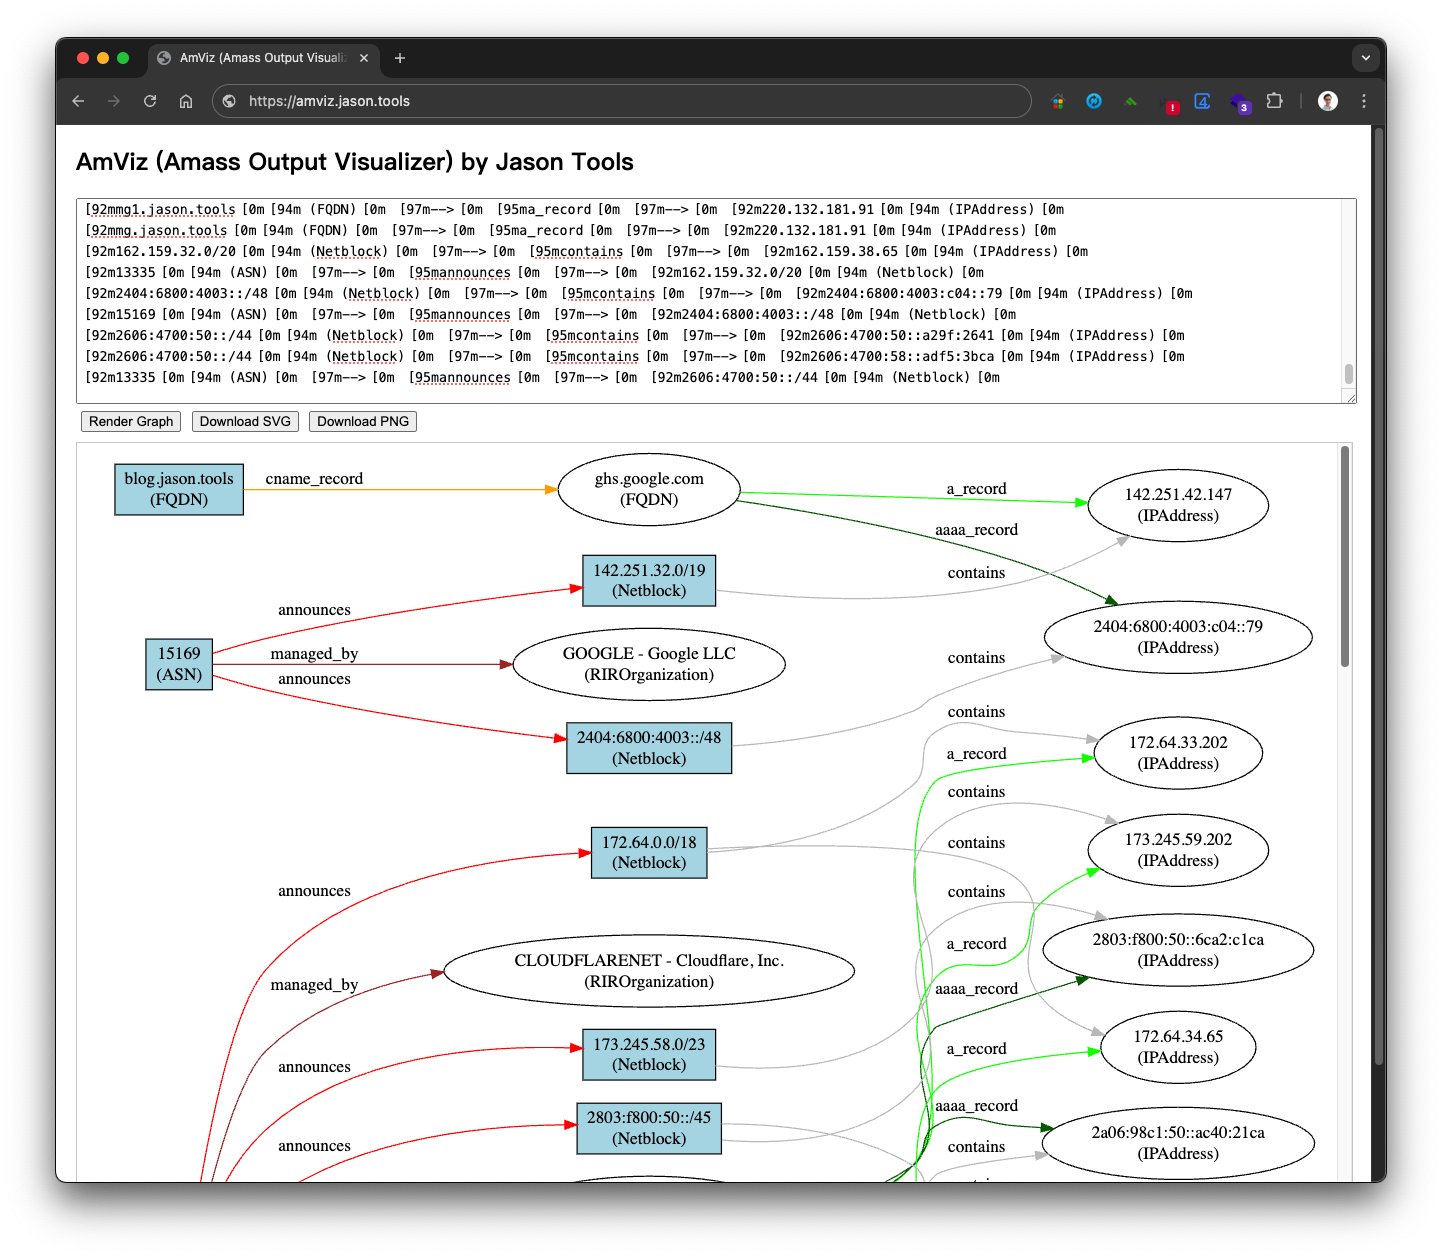 AmViz (Amass Output Visualiz
https://amviz.jason.tools
!
4
3
AmViz (Amass Output Visualizer) by Jason Tools
[92mmg1.jason.tools [0m [94m (FQDN) [0m [97m--> [0m [95ma_record [0m [97m--> [0m [92m220.132.181.91 [0m [94m (IPAddress) [0m
[92mmg.jason.tools [0m [94m (FQDN) [0m [97m--> [0m [95ma_record [0m [97m--> [0m [92m220.132.181.91 [0m [94m (IPAddress) [0m
[92m162.159.32.0/20 [0m [94m (Netblock) [0m [97m--> [0m [95mcontains [0m [97m--> [0m [92m162.159.38.65 [0m [94m (IPAddress) [0m
[92m13335 [0m [94m (ASN) [0m [97m--> [0m [95mannounces [0m [97m--> [0m [92m162.159.32.0/20 [0m [94m (Netblock) [0m
[92m2404:6800:4003::/48 [0m [94m (Netblock) [0m [97m--> [0m [95mcontains [0m [97m--> [0m [92m2404:6800:4003:c04::79 [0m [94m (IPAddress) [0m
[92m15169 [0m [94m (ASN) [0m [97m--> [0m [95mannounces [0m [97m--> [0m [92m2404:6800:4003::/48 [0m [94m (Netblock) [0m
[92m2606:4700:50::/44 [0m [94m (Netblock) [0m [97m--> [0m [95mcontains [0m [97m--> [0m [92m2606:4700:50::a29f:2641 [0m [94m (IPAddress) [0m
[92m2606:4700:50::/44 [0m [94m (Netblock) [0m [97m--> [0m [95mcontains [0m [97m--> [0m [92m2606:4700:58::adf5:3bca [0m [94m (IPAddress) [0m
[92m13335 [0m [94m (ASN) [0m [97m--> [0m [95mannounces [0m [97m--> [0m [92m2606:4700:50::/44 [0m [94m (Netblock) [0m
Render Graph Download SVG Download PNG
blog.jason.tools
(FQDN)
cname_record
ghs.google.com
(FQDN)
a_record
142.251.42.147
(IPAddress)
aaaa_record
contains
142.251.32.0/19
(Netblock)
announces
2404:6800:4003:c04::79
(IPAddress)
15169
(ASN)
managed_by
GOOGLE - Google LLC
(RIROrganization)
contains
announces
2404:6800:4003::/48
(Netblock)
contains
172.64.33.202
(IPAddress)
a_record
contains
172.64.0.0/18
(Netblock)
contains
173.245.59.202
(IPAddress)
announces
contains
a_record
2803:f800:50::6ca2:c1ca
(IPAddress)
CLOUDFLARENET - Cloudflare, Inc.
(RIROrganization)
managed_by
aaaa_record
173.245.58.0/23
(Netblock)
announces
a_record
172.64.34.65
(IPAddress)
2803:f800:50::/45
(Netblock)
announces
aaaa_record
2a06:98c1:50::ac40:21ca
(IPAddress)
contains